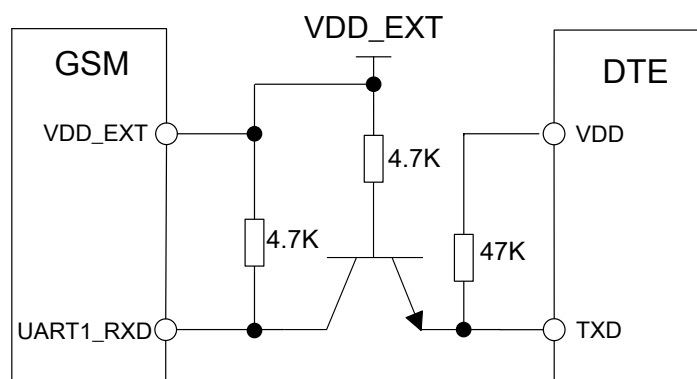 VDD_EXT
GSM
DTE
VDD_EXT
VDD
4.7K
4.7K
47K
UART1_RXD
TXD